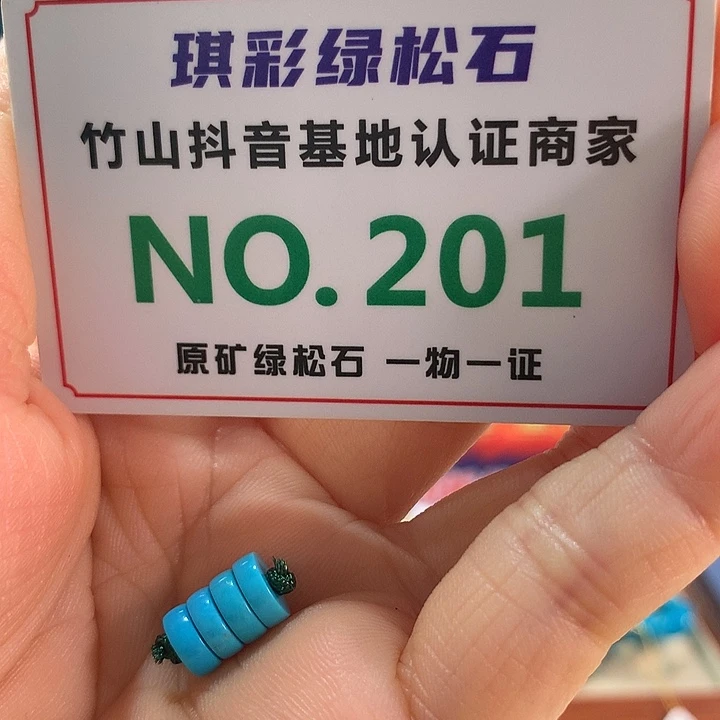 琪彩绿松石
竹山抖音基地认证商家
NO.201
原矿绿松石 一物一证